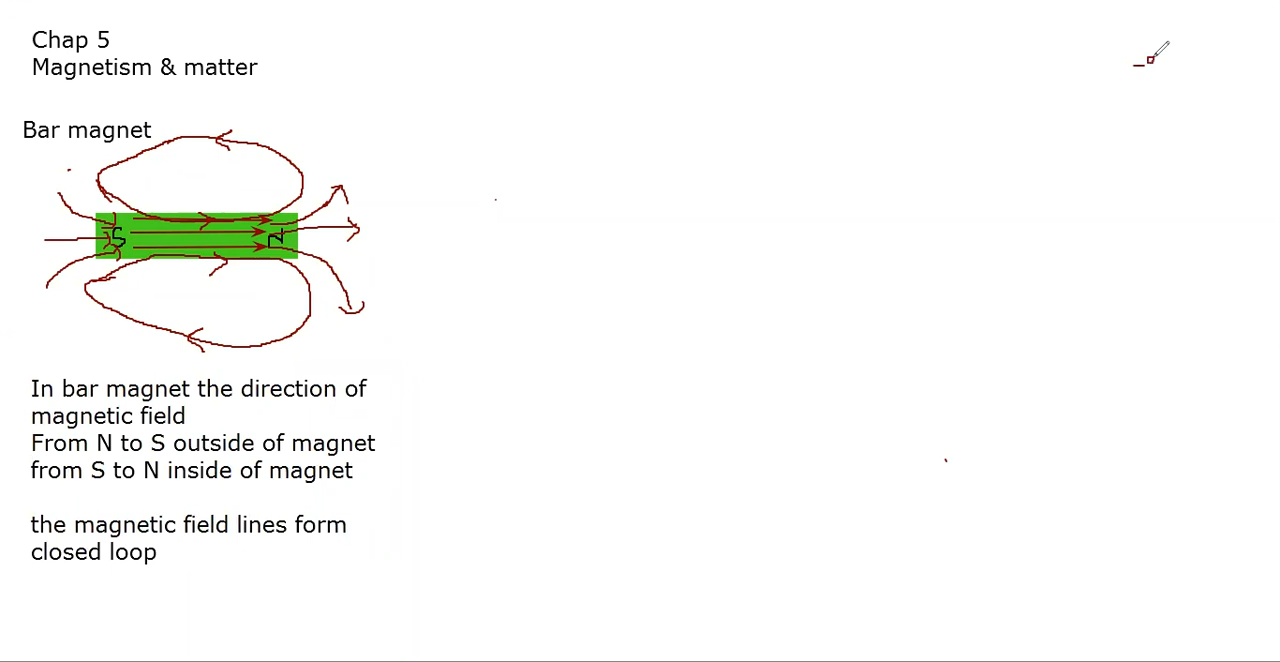 Chap 5
Magnetism & matter
Bar magnet
S N
In bar magnet the direction of
magnetic field
From N to S outside of magnet
from S to N inside of magnet
the magnetic field lines form
closed loop